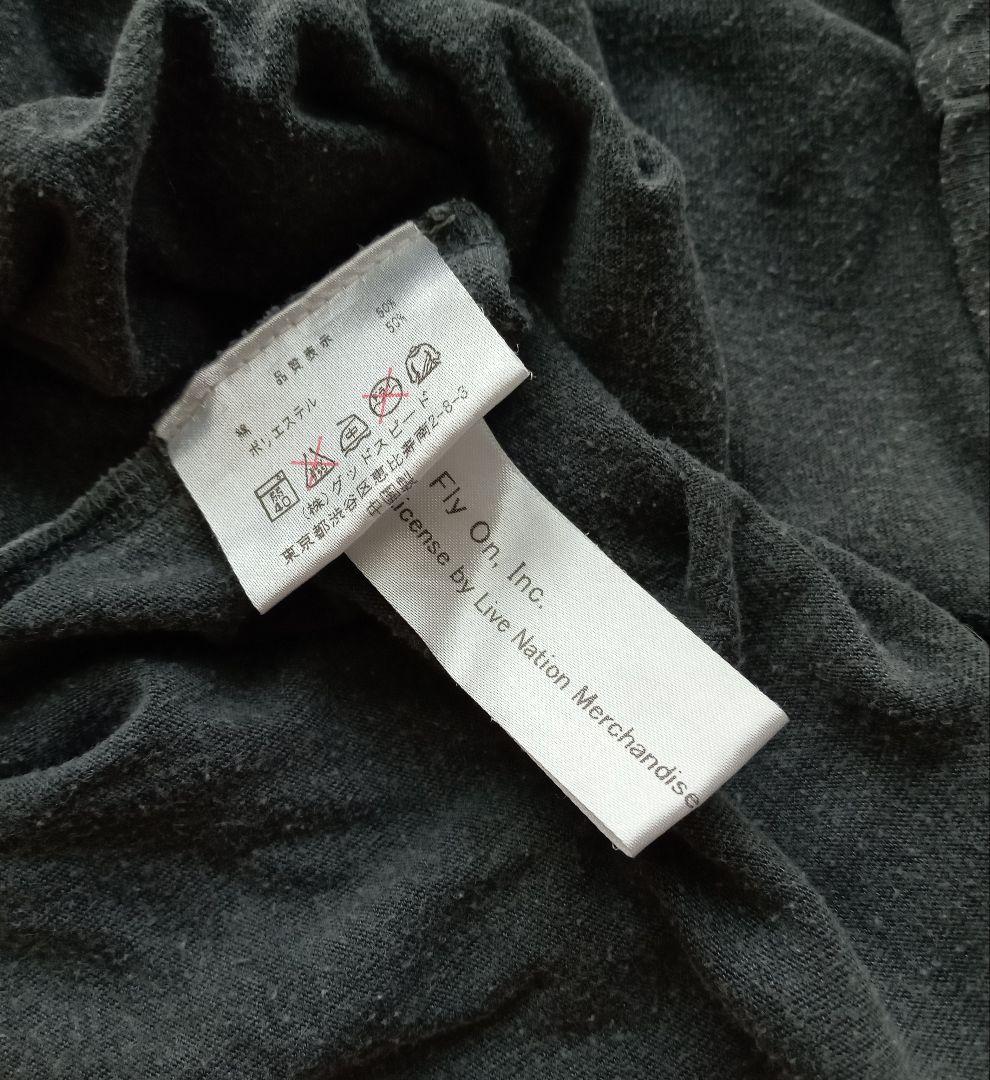 品質表示
綿 50%
ポリエステル 50%
40
(株)グッドスピード
東京都渋谷区恵比寿南2-8-3
中国製
Fly On, Inc.
License by Live Nation Merchandise